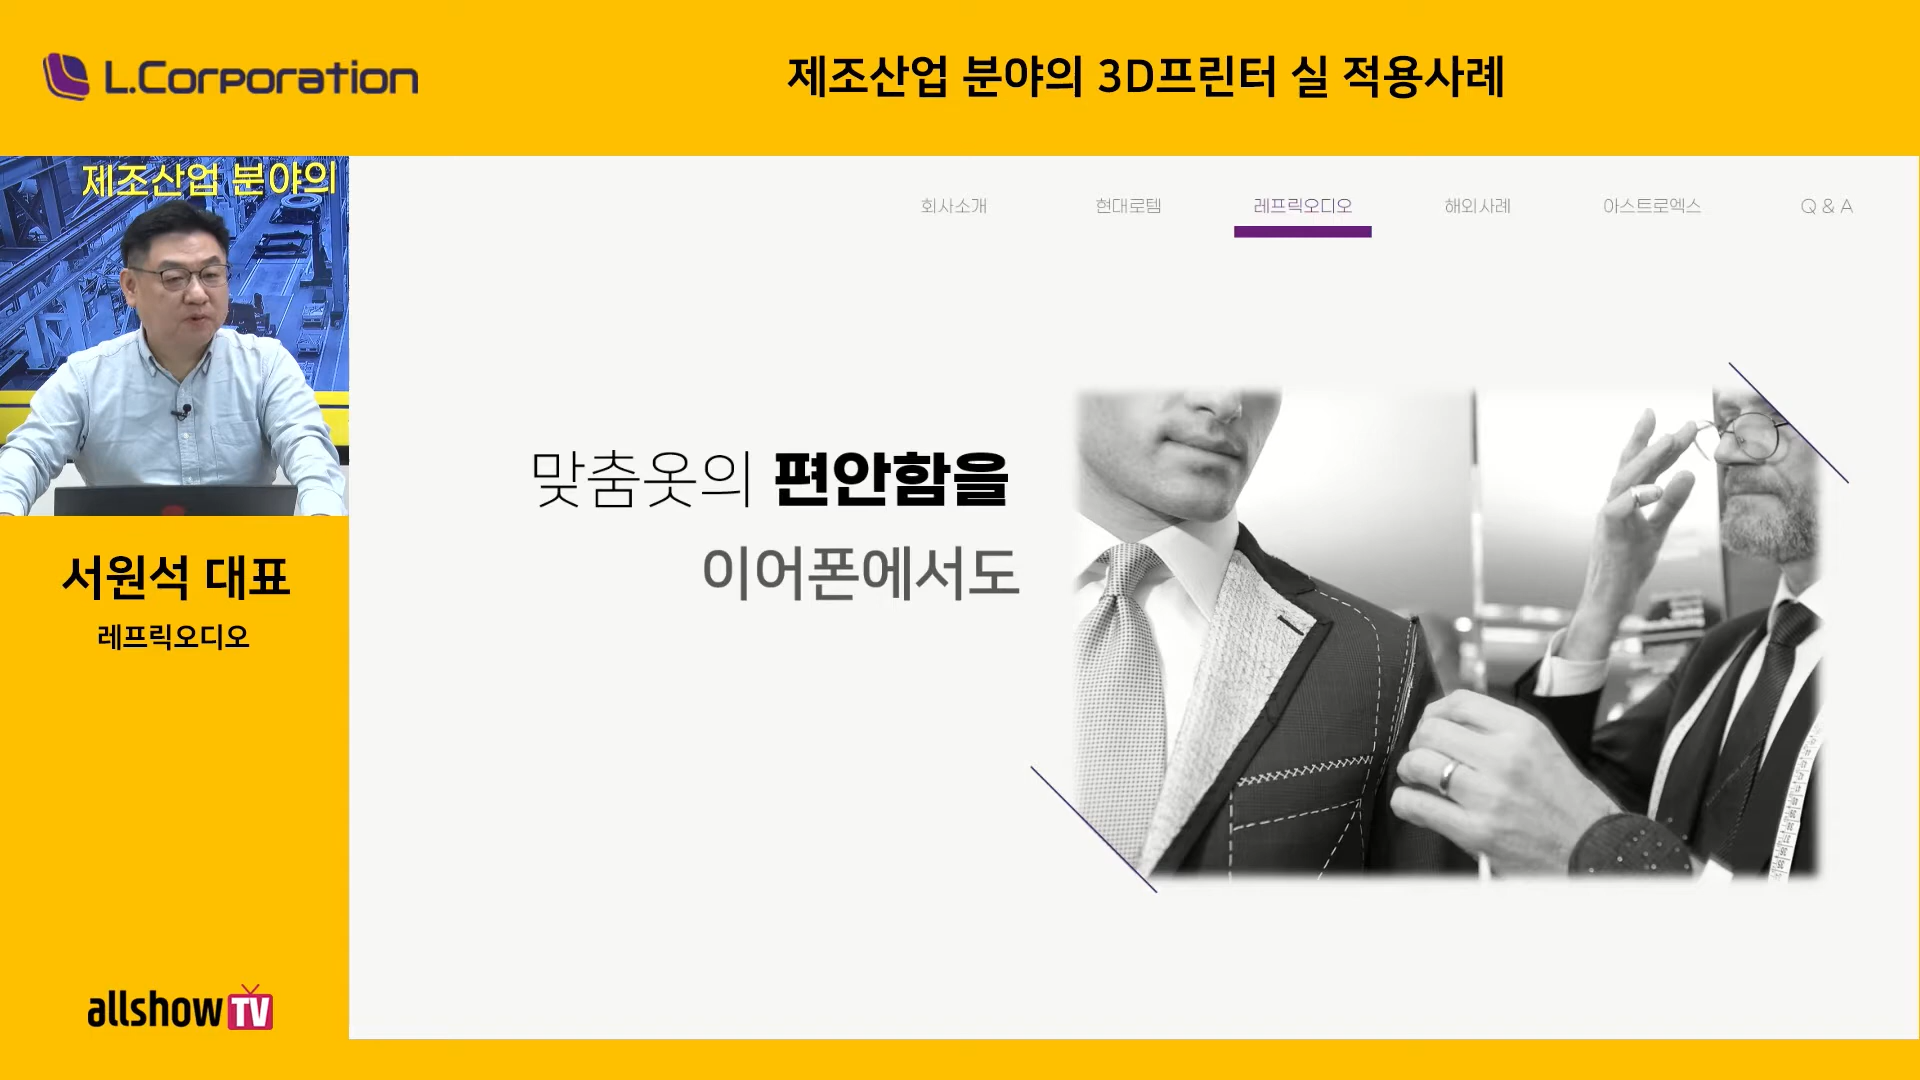 L.Corporation
제조산업 분야의 3D프린터 실 적용사례
제조산업 분야의
회사소개 현대로템 레프릭오디오 해외사례 아스트로엑스 Q & A
맞춤옷의 편안함을
이어폰에서도
서원석 대표
레프릭오디오
allshow TV